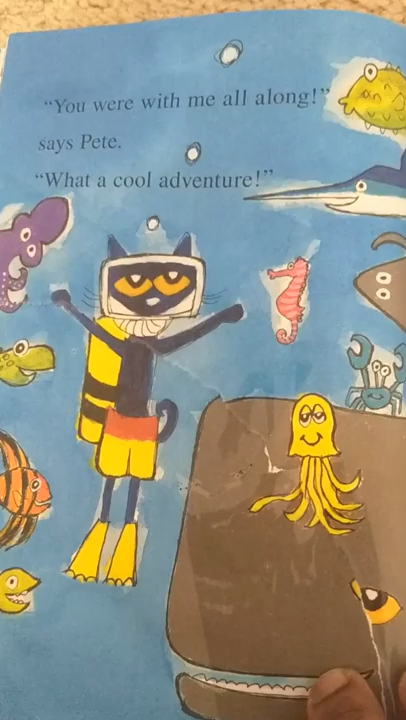 “You were with me all along!”
says Pete.
“What a cool adventure!”